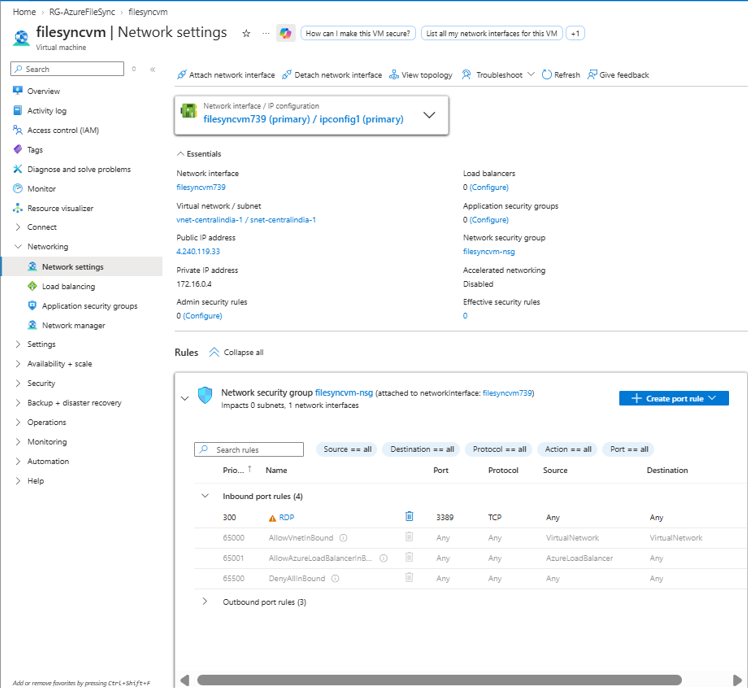 Home > RG-AzureFileSync > filesyncvm
filesyncvm | Network settings ☆ ... How can I make this VM secure? List all my network interfaces for this VM +1
Virtual machine
Search
Attach network interface Detach network interface View topology Troubleshoot Refresh Give feedback
Overview
Activity log
Access control (IAM)
Tags
Diagnose and solve problems
Monitor
Resource visualizer
Connect
Networking
Network settings
Load balancing
Application security groups
Network manager
Settings
Availability + scale
Security
Backup + disaster recovery
Operations
Monitoring
Automation
Help
Add or remove favorites by pressing Ctrl+Shift+F
Network interface / IP configuration
filesyncvm739 (primary) / ipconfig1 (primary)
Essentials
Network interface
filesyncvm739
Virtual network / subnet
vnet-centralindia-1 / snet-centralindia-1
Public IP address
4.240.119.33
Private IP address
172.16.0.4
Admin security rules
0 (Configure)
Load balancers
0 (Configure)
Application security groups
0 (Configure)
Network security group
filesyncvm-nsg
Accelerated networking
Disabled
Effective security rules
0
Rules Collapse all
Network security group filesyncvm-nsg (attached to networkInterface: filesyncvm739)
Impacts 0 subnets, 1 network interfaces
Create port rule
Search rules Source == all Destination == all Protocol == all Action == all Port == all
Prio... ↑ Name Port Protocol Source Destination
Inbound port rules (4)
300 RDP 3389 TCP Any Any
65000 AllowVnetInBound Any Any VirtualNetwork VirtualNetwork
65001 AllowAzureLoadBalancerInB... Any Any AzureLoadBalancer Any
65500 DenyAllInBound Any Any Any Any
Outbound port rules (3)